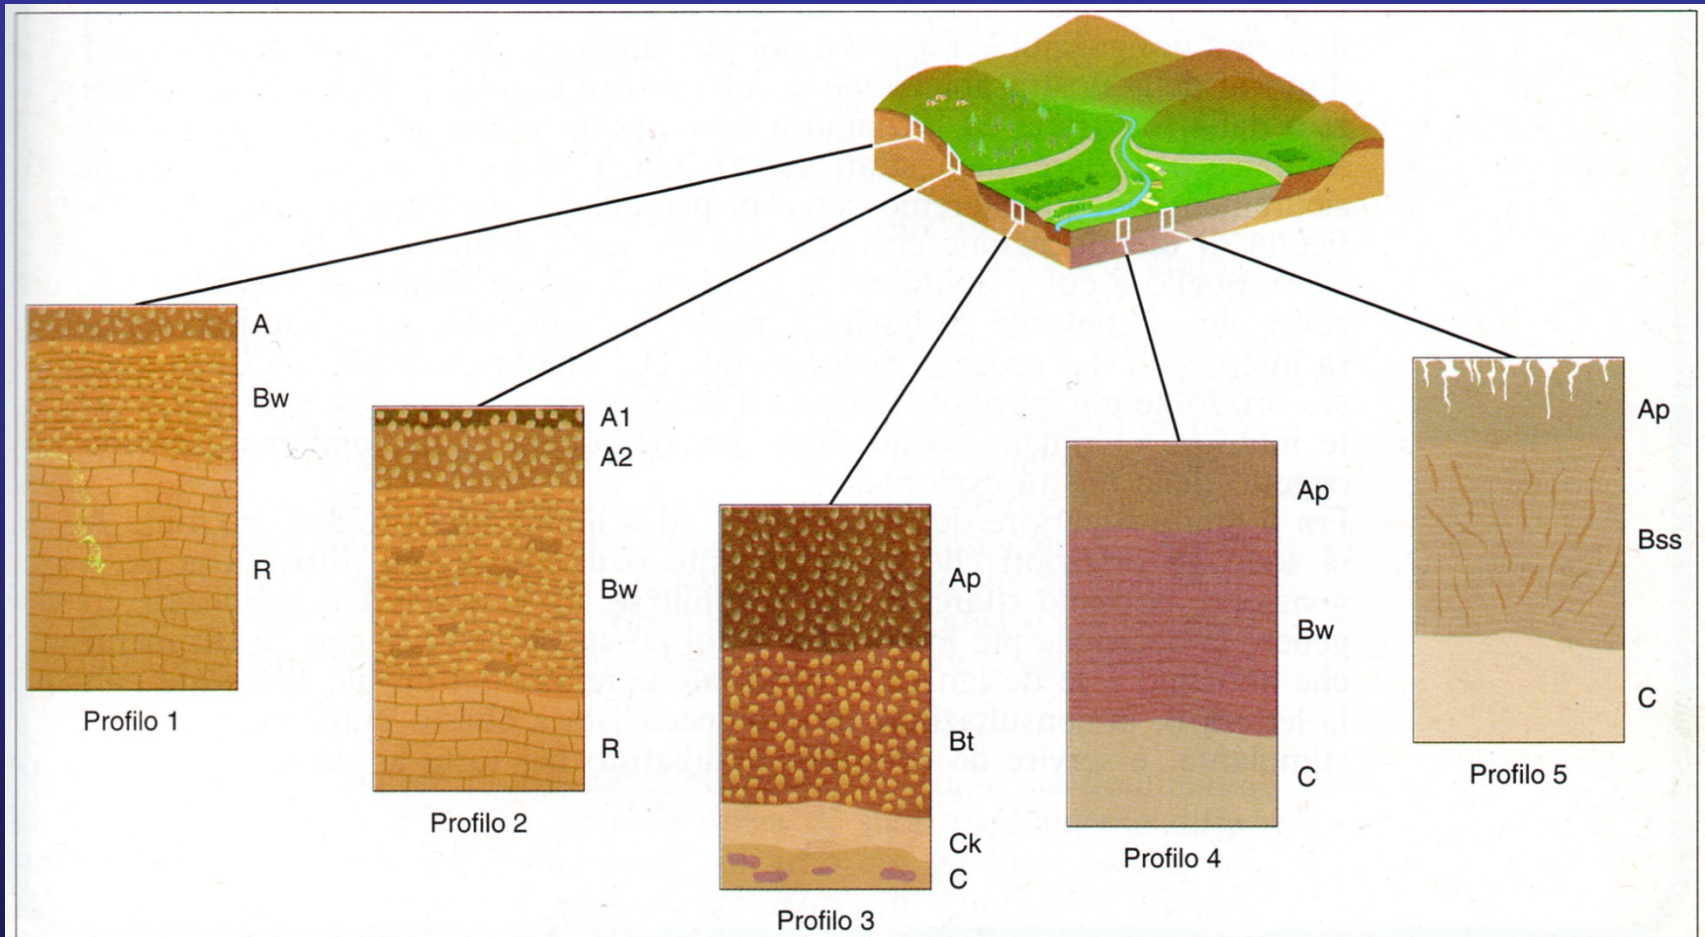 A
Bw
R
Profilo 1
A1
A2
Bw
R
Profilo 2
Ap
Bt
Ck
C
Profilo 3
Ap
Bw
C
Profilo 4
Ap
Bss
C
Profilo 5